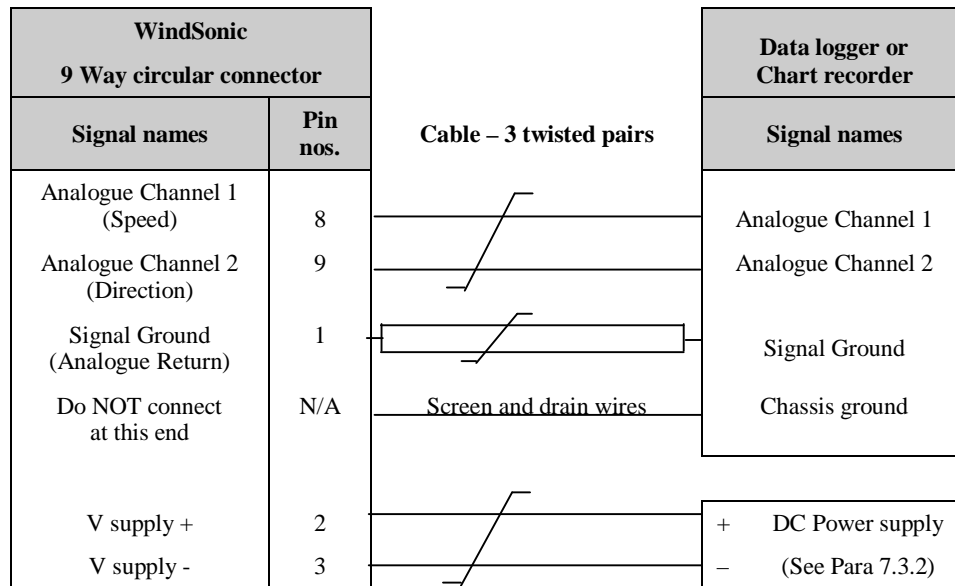 WindSonic
9 Way circular connector
Data logger or
Chart recorder
Signal names
Pin
nos.
Cable – 3 twisted pairs
Signal names
Analogue Channel 1
(Speed)
8
Analogue Channel 1
Analogue Channel 2
(Direction)
9
Analogue Channel 2
Signal Ground
(Analogue Return)
1
Signal Ground
Do NOT connect
at this end
N/A
Screen and drain wires
Chassis ground
V supply +
2
+ DC Power supply
V supply -
3
– (See Para 7.3.2)